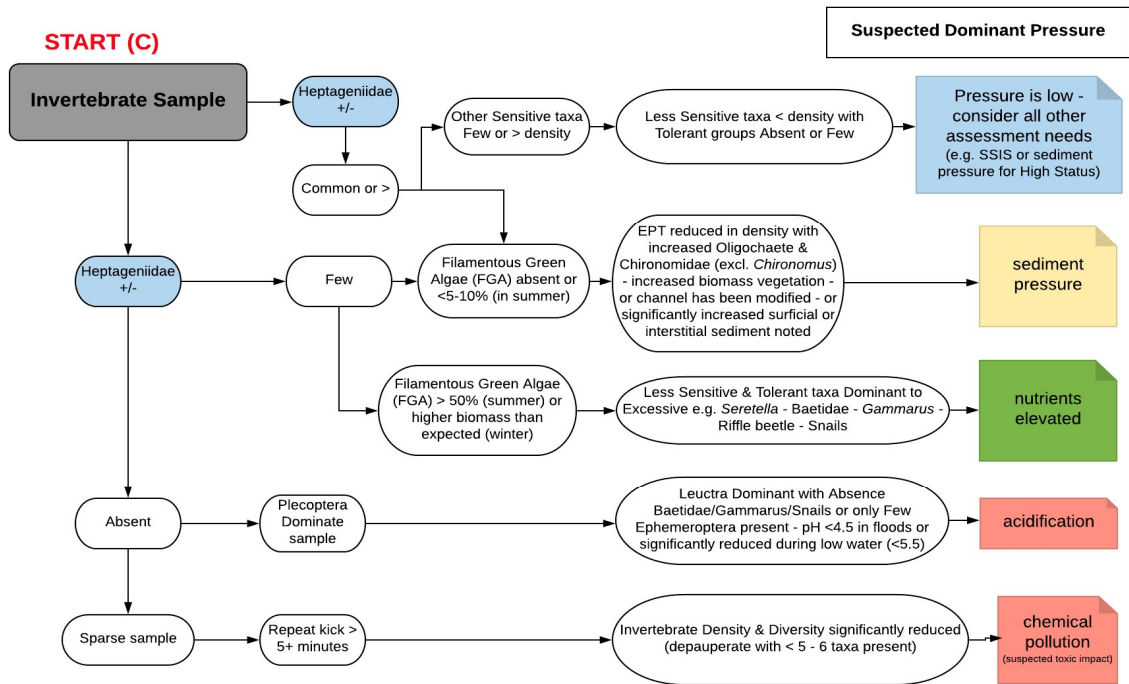 START (C)
Suspected Dominant Pressure
Invertebrate Sample
Heptageniidae
+/-
Common or >
Other Sensitive taxa
Few or > density
Less Sensitive taxa < density with
Tolerant groups Absent or Few
Pressure is low -
consider all other
assessment needs
(e.g. SSIS or sediment
pressure for High Status)
Heptageniidae
+/-
Few
Filamentous Green
Algae (FGA) absent or
<5-10% (in summer)
EPT reduced in density with
increased Oligochaete &
Chironomidae (excl. Chironomus)
- increased biomass vegetation -
or channel has been modified - or
significantly increased surficial or
interstitial sediment noted
sediment
pressure
Filamentous Green Algae
(FGA) > 50% (summer) or
higher biomass than
expected (winter)
Less Sensitive & Tolerant taxa Dominant to
Excessive e.g. Seretella - Baetidae - Gammarus -
Riffle beetle - Snails
nutrients
elevated
Absent
Plecoptera
Dominate
sample
Leuctra Dominant with Absence
Baetidae/Gammarus/Snails or only Few
Ephemeroptera present - pH <4.5 in floods or
significantly reduced during low water (<5.5)
acidification
Sparse sample
Repeat kick >
5+ minutes
Invertebrate Density & Diversity significantly reduced
(depauperate with < 5 - 6 taxa present)
chemical
pollution
(suspected toxic impact)